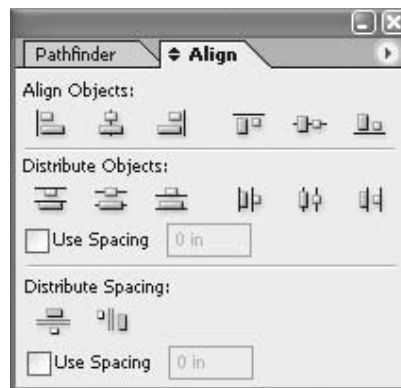 Pathfinder Align
Align Objects:
Distribute Objects:
Use Spacing 0 in
Distribute Spacing:
Use Spacing 0 in